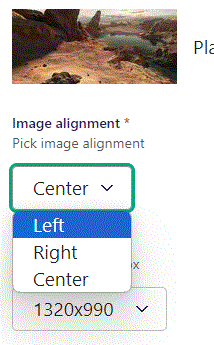 Pla
Image alignment *
Pick image alignment
Center
Left
Right
Center
x
1320x990